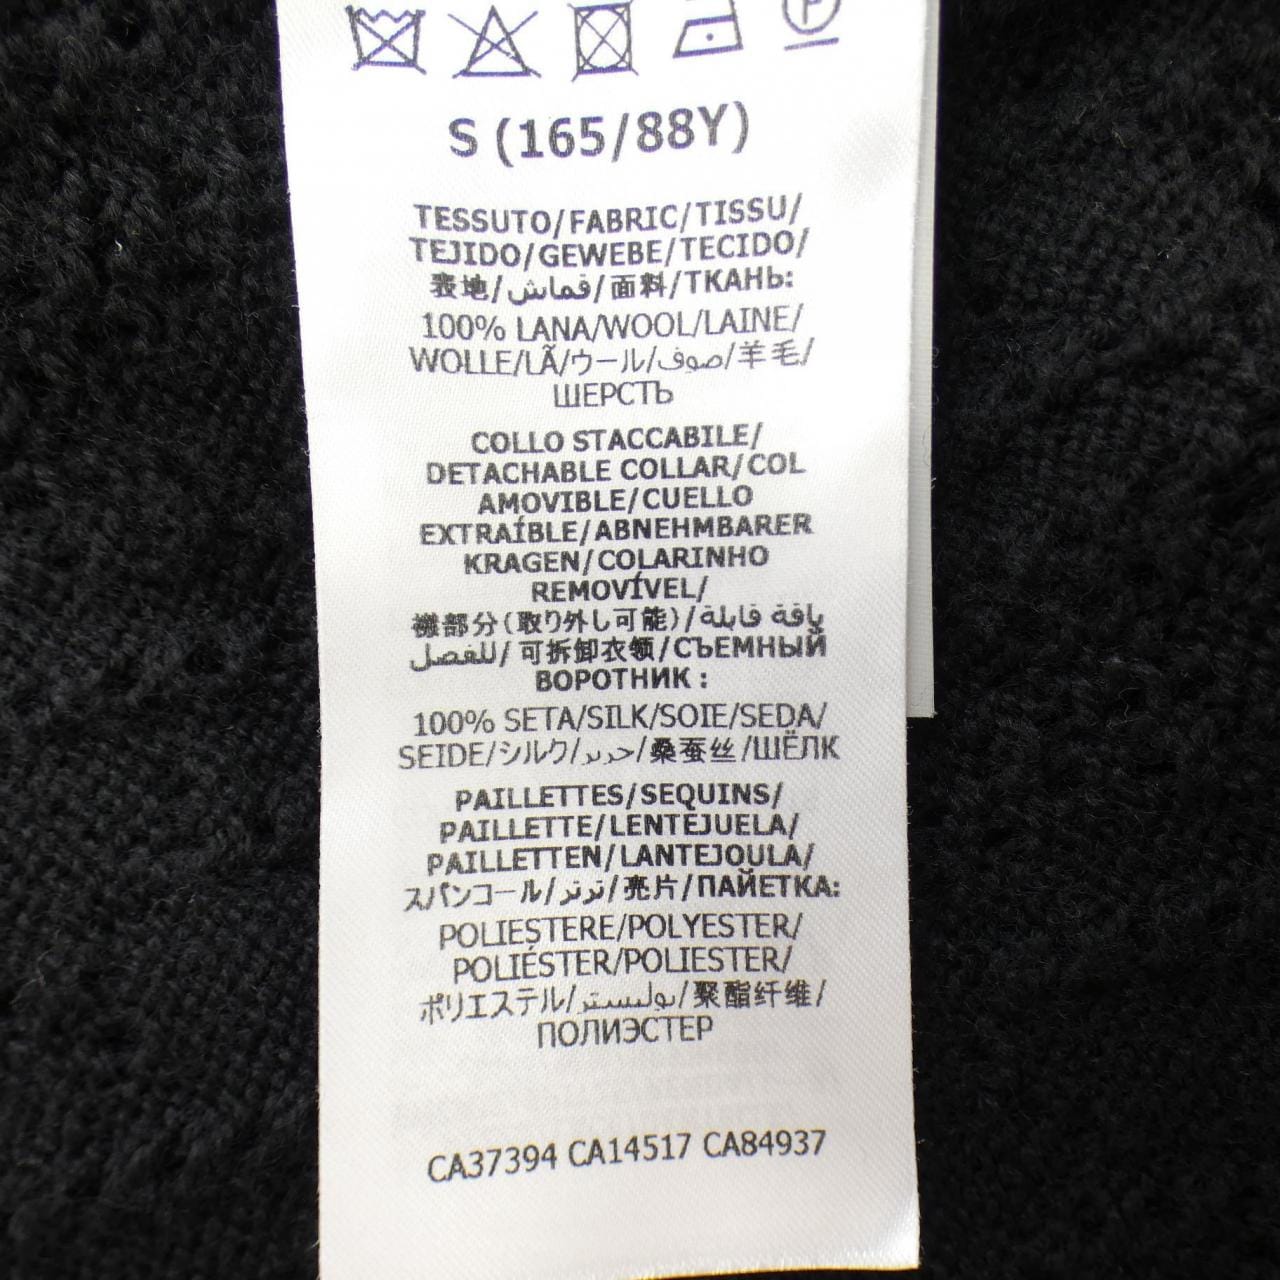 P
S (165/88Y)
TESSUTO/FABRIC/TISSU/
TEJIDO/GEWEBE/TECIDO/
表地/قماش/面料/ТКАНЬ:
100% LANA/WOOL/LAINE/
WOLLE/LÃ/ウール/صوف/羊毛/
ШЕРСТЬ
COLLO STACCABILE/
DETACHABLE COLLAR/COL
AMOVIBLE/CUELLO
EXTRAÍBLE/ABNEHMBARER
KRAGEN/COLARINHO
REMOVÍVEL/
襟部分(取り外し可能)/ياقة قابلة
للفصل/可拆卸衣领/СЪЕМНЫЙ
ВОРОТНИК :
100% SETA/SILK/SOIE/SEDA/
SEIDE/シルク/حرير/桑蚕丝/ШЁЛК
PAILLETTES/SEQUINS/
PAILLETTE/LENTEJUELA/
PAILLETTEN/LANTEJOULA/
スパンコール/ترتر/亮片/ПАЙЕТКА:
POLIESTERE/POLYESTER/
POLIÉSTER/POLIESTER/
ポリエステル/بوليستر/聚酯纤维/
ПОЛИЭСТЕР
CA37394 CA14517 CA84937